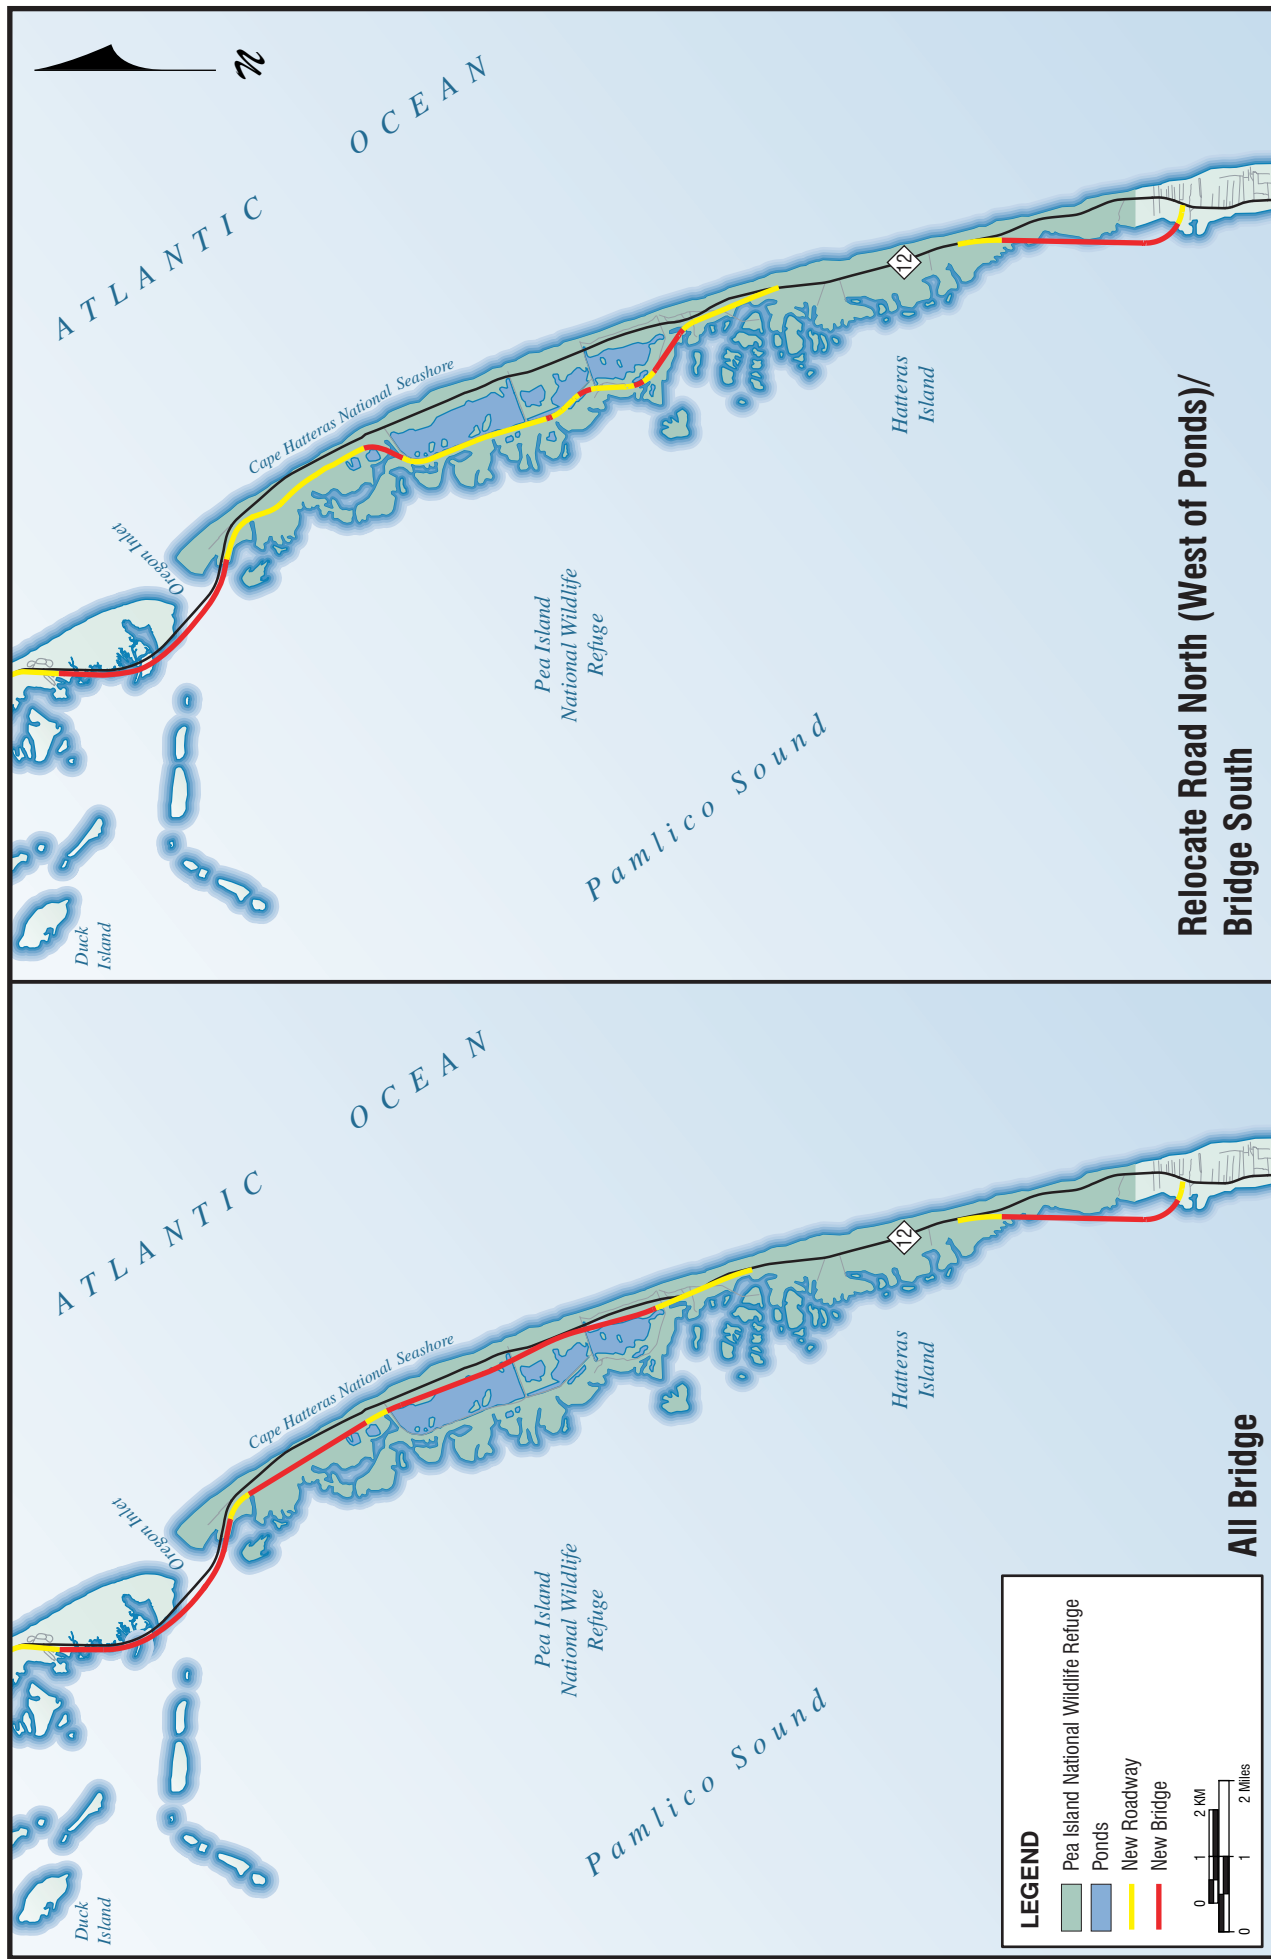 Duck
Island
Oregon Inlet
ATLANTIC OCEAN
Cape Hatteras National Seashore
Pea Island
National Wildlife
Refuge
Pamlico Sound
Hatteras
Island
12
All Bridge
LEGEND
Pea Island National Wildlife Refuge
Ponds
New Roadway
New Bridge
0 1 2 KM
0 1 2 Miles
Duck
Island
Oregon Inlet
ATLANTIC OCEAN
Cape Hatteras National Seashore
Pea Island
National Wildlife
Refuge
Pamlico Sound
Hatteras
Island
12
Relocate Road North (West of Ponds)/
Bridge South
n